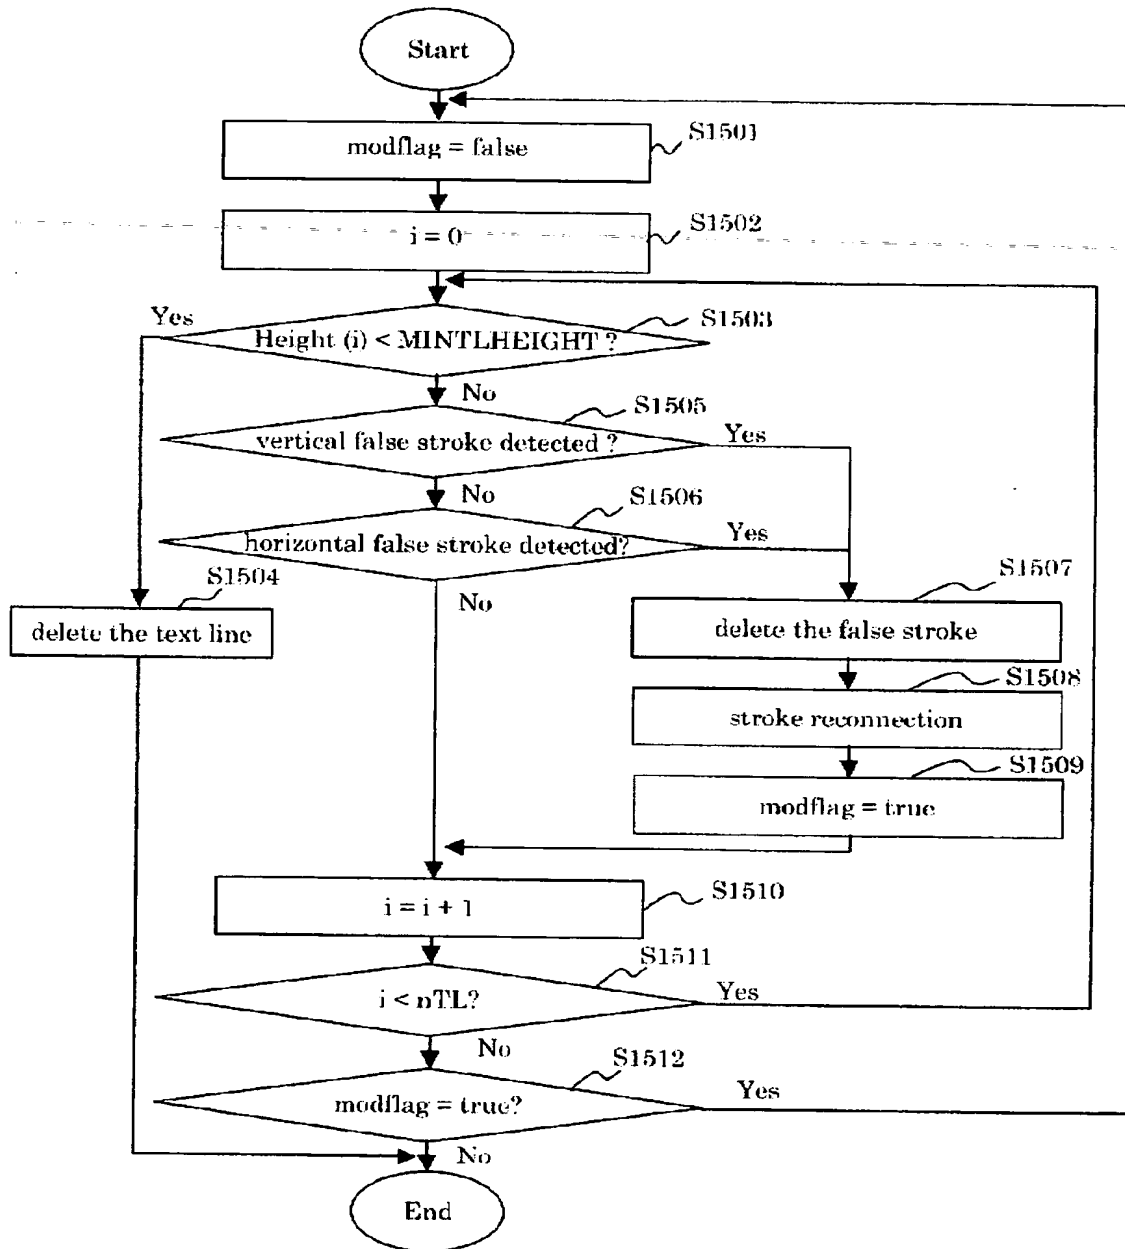 Start
modflag = false
S1501
i = 0
S1502
Yes
Height (i) < MINTLHEIGHT ?
S1503
No
S1505
vertical false stroke detected ?
Yes
No
S1506
horizontal false stroke detected?
Yes
S1504
No
S1507
delete the text line
delete the false stroke
S1508
stroke reconnection
S1509
modflag = true
i = i + 1
S1510
S1511
i < nTL?
Yes
No
S1512
modflag = true?
Yes
No
End